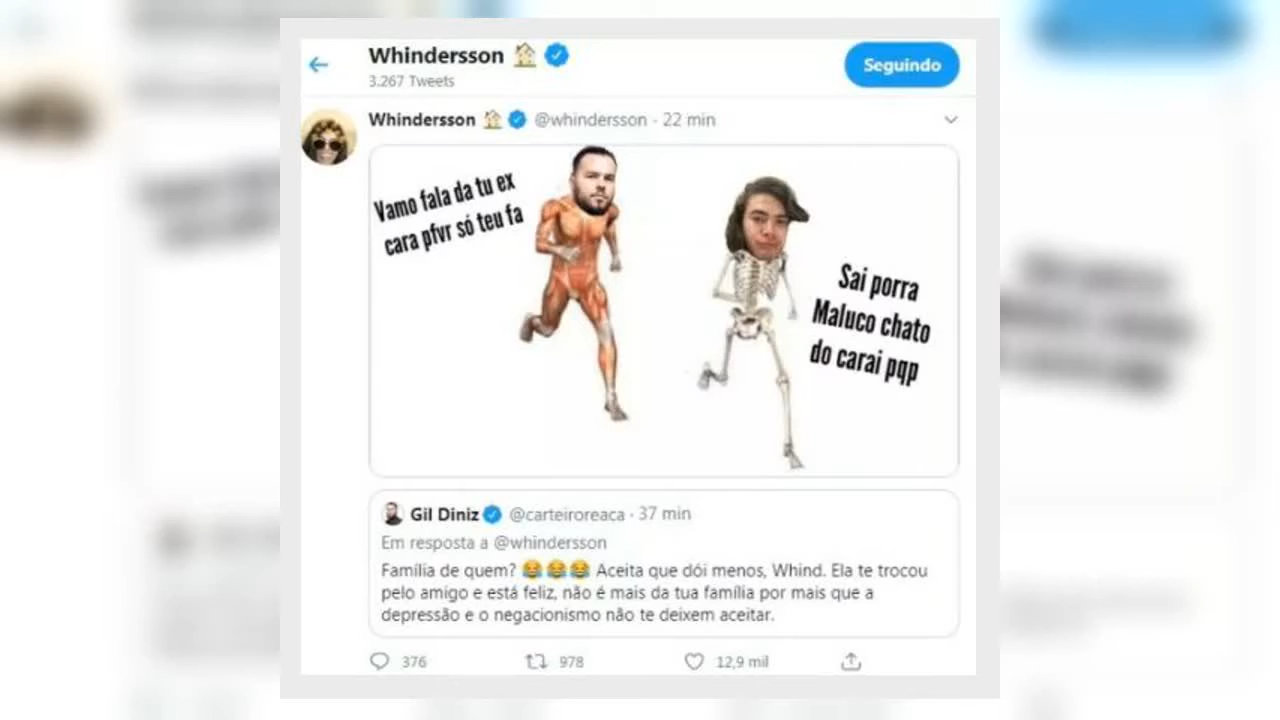 Whindersson
3.267 Tweets
Seguindo
Whindersson @whindersson · 22 min
Vamo fala da tu ex
cara pfvr só teu fa
Sai porra
Maluco chato
do carai pqp
Gil Diniz @carteiroreaca · 37 min
Em resposta a @whindersson
Família de quem? 😂😂😂 Aceita que dói menos, Whind. Ela te trocou
pelo amigo e está feliz, não é mais da tua família por mais que a
depressão e o negacionismo não te deixem aceitar.
376 978 12,9 mil